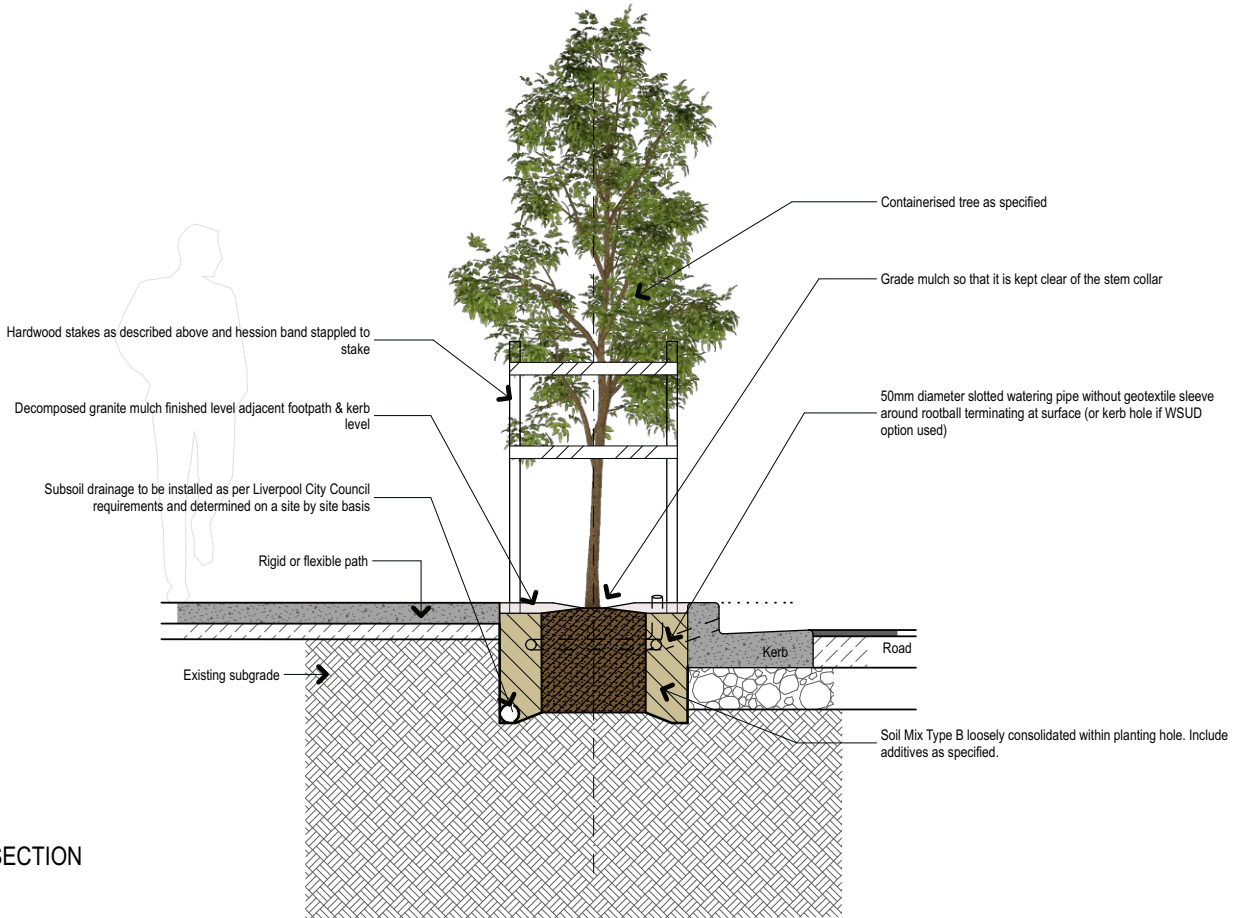 Containerised tree as specified
Grade mulch so that it is kept clear of the stem collar
Hardwood stakes as described above and hession band stappled to
stake
50mm diameter slotted watering pipe without geotextile sleeve
around rootball terminating at surface (or kerb hole if WSUD
option used)
Decomposed granite mulch finished level adjacent footpath & kerb
level
Subsoil drainage to be installed as per Liverpool City Council
requirements and determined on a site by site basis
Rigid or flexible path
Kerb
Road
Existing subgrade
Soil Mix Type B loosely consolidated within planting hole. Include
additives as specified.
SECTION